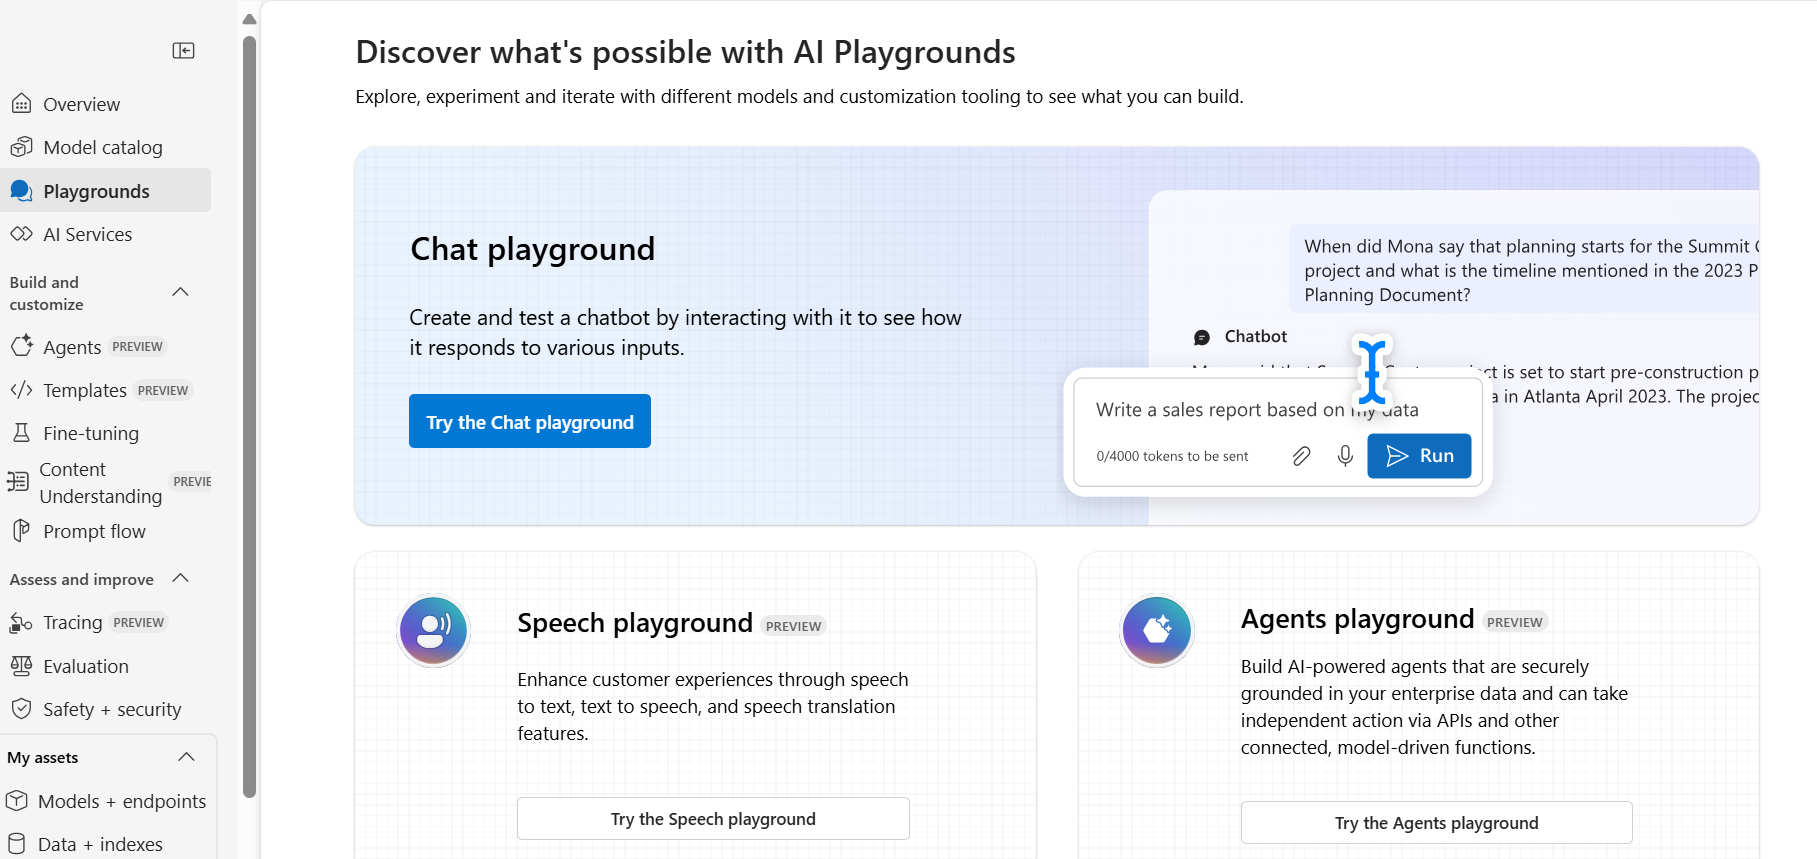 Overview
Model catalog
Playgrounds
AI Services
Build and
customize
Agents PREVIEW
Templates PREVIEW
Fine-tuning
Content
Understanding
Prompt flow
Assess and improve
Tracing PREVIEW
Evaluation
Safety + security
My assets
Models + endpoints
Data + indexes
Discover what's possible with AI Playgrounds
Explore, experiment and iterate with different models and customization tooling to see what you can build.
Chat playground
Create and test a chatbot by interacting with it to see how
it responds to various inputs.
Try the Chat playground
When did Mona say that planning starts for the Summit
project and what is the timeline mentioned in the 2023
Planning Document?
Chatbot
is set to start pre-construction
in Atlanta April 2023. The
Write a sales report based on my data
0/4000 tokens to be sent
Run
Speech playground PREVIEW
Enhance customer experiences through speech
to text, text to speech, and speech translation
features.
Try the Speech playground
Agents playground PREVIEW
Build AI-powered agents that are securely
grounded in your enterprise data and can take
independent action via APIs and other
connected, model-driven functions.
Try the Agents playground